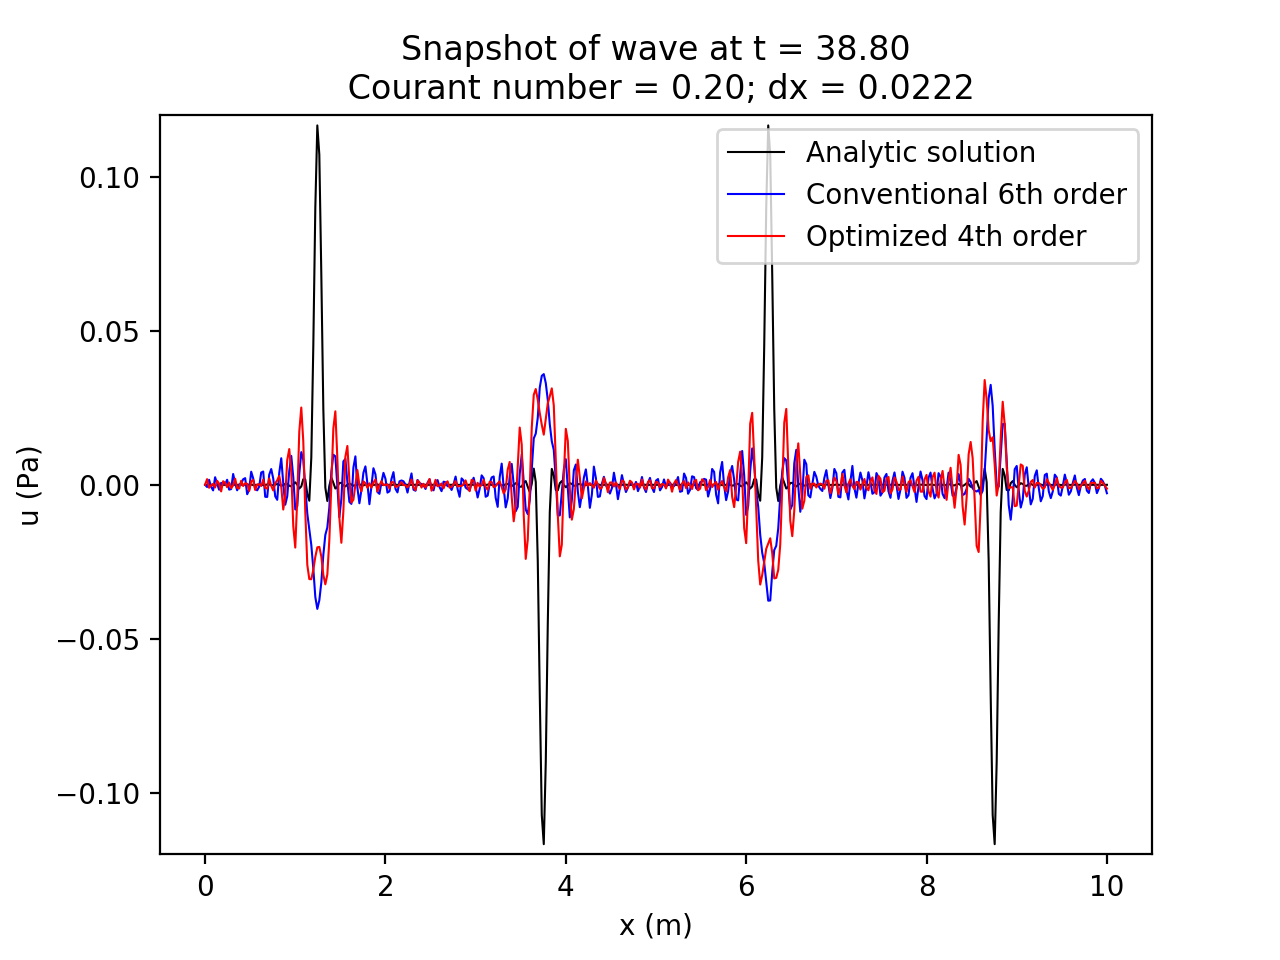 Snapshot of wave at t = 38.80
Courant number = 0.20; dx = 0.0222
Analytic solution
Conventional 6th order
Optimized 4th order
0.10
0.05
0.00
−0.05
−0.10
u (Pa)
0 2 4 6 8 10
x (m)